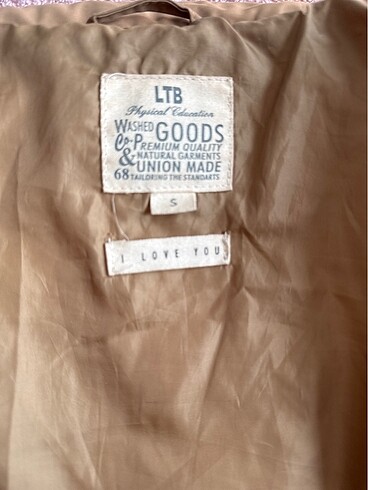 LTB
Physical Education
WASHED GOODS
Co-P PREMIUM QUALITY
& NATURAL GARMENTS
UNION MADE
68 TAILORING THE STANDARTS
S
I LOVE YOU